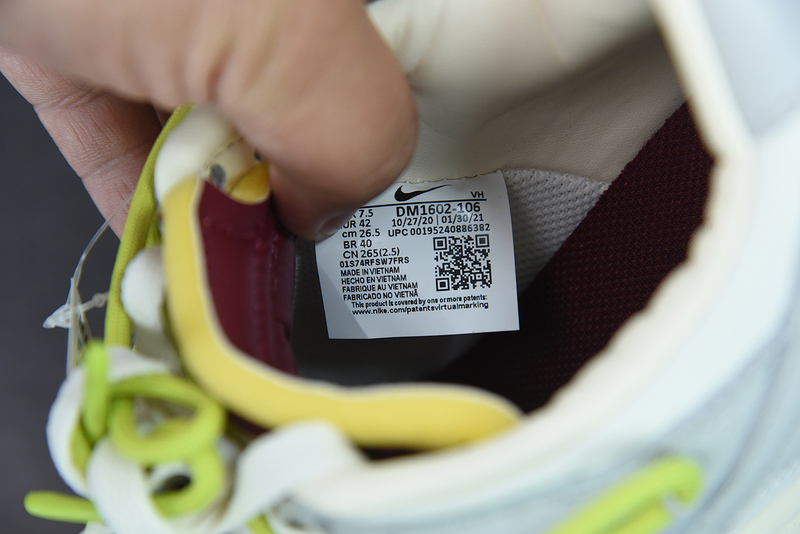 VH
7.5 DM1602-106
UR 42 10/27/20 | 01/30/21
cm 26.5 UPC 00195240886382
BR 40
CN 265(2.5)
01S74RFSW7FRS
MADE IN VIETNAM
HECHO EN VIETNAM
FABRIQUE AU VIETNAM
FABRICADO NO VIETNÃ
This product is covered by one or more patents:
www.nike.com/patentsvirtualmarking